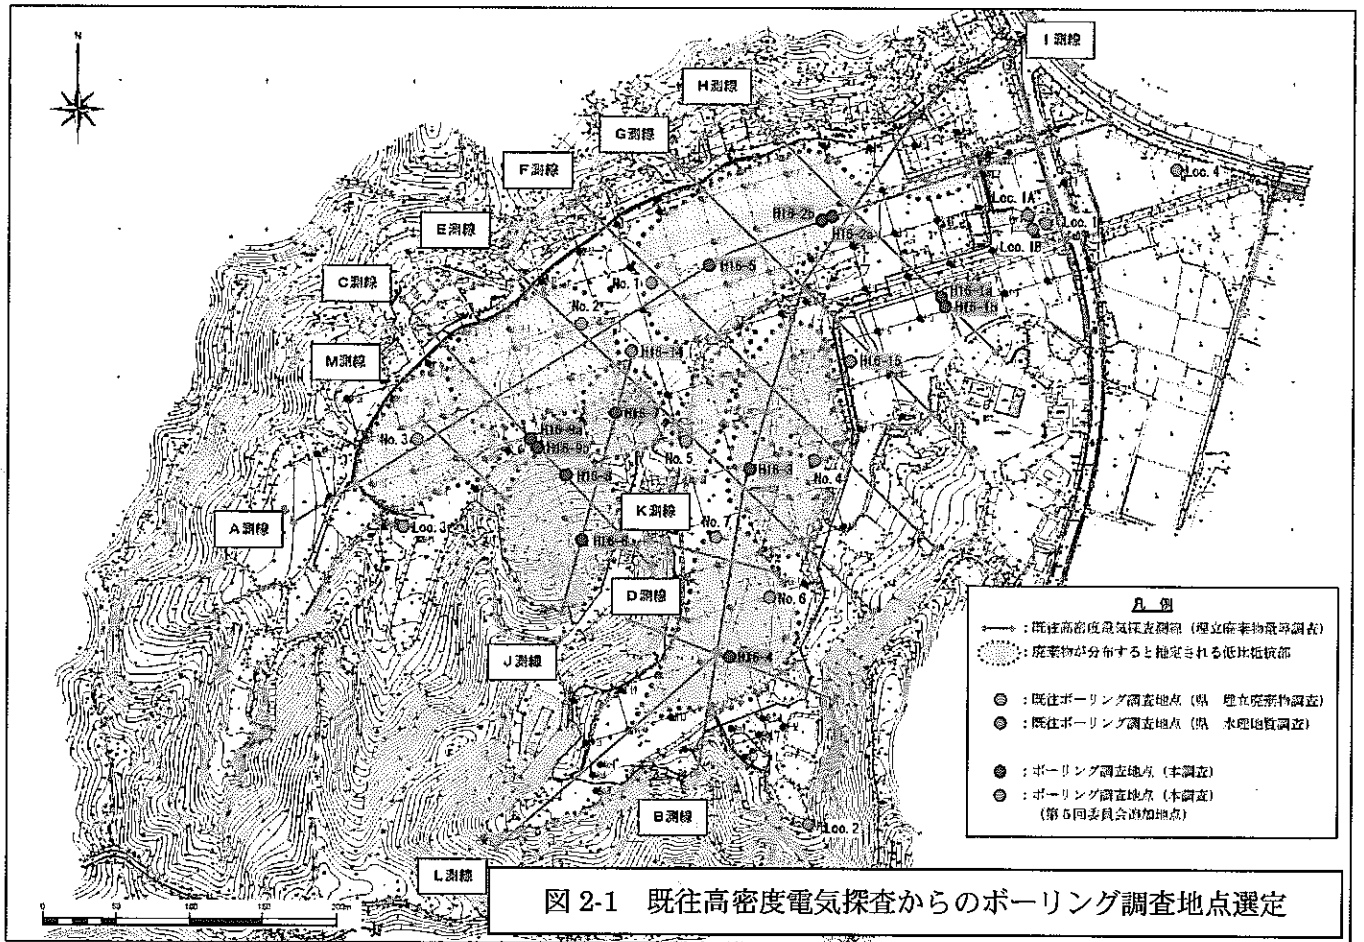 N
I測線
H測線
G測線
F測線
E測線
C測線
M測線
A測線
K測線
D測線
J測線
B測線
L測線
Loc. 4
Loc. 1A
Loc. 1
Loc. 1B
H16-2b
H16-2a
H16-5
No. 1
No. 2
H16-1a
H16-1b
H16-14
H16-15
H16-7
No. 3
H16-9a
H16-9b
No. 5
H16-8
H16-3
No. 4
Loc. 3
No. 7
H16-6
No. 6
H16-4
Loc. 2
凡 例
:既往高密度電気探査測線(埋立廃棄物量等調査)
:廃棄物が分布すると推定される低比抵抗部
:既往ボーリング調査地点(県 埋立廃棄物調査)
:既往ボーリング調査地点(県 水理地質調査)
:ボーリング調査地点(本調査)
:ボーリング調査地点(本調査)
(第5回委員会追加地点)
0 50 100 150 200m
図 2-1 既往高密度電気探査からのボーリング調査地点選定